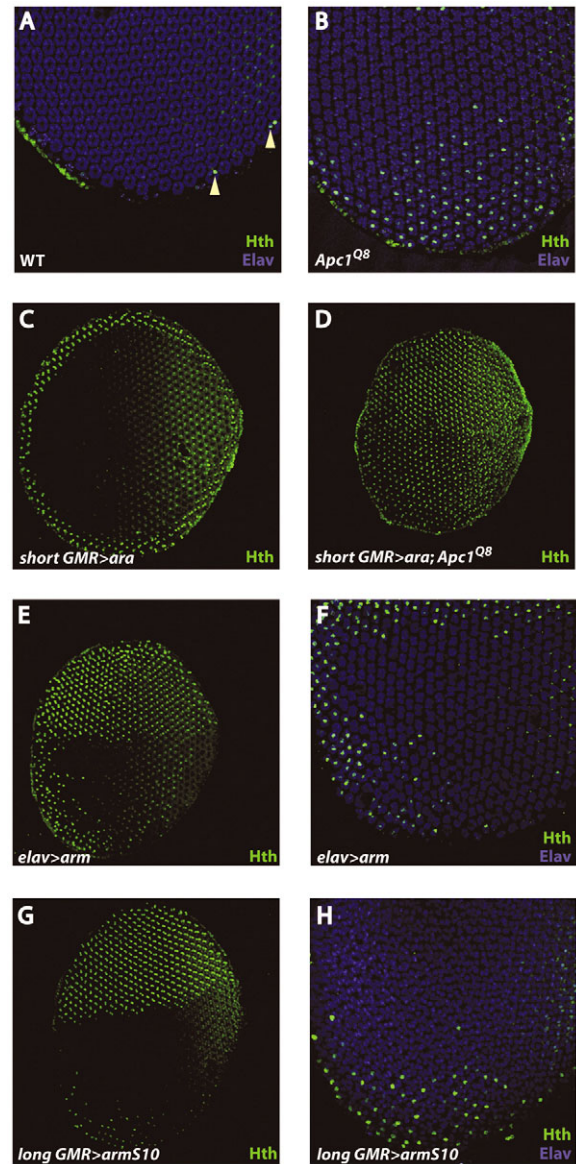 A
Hth
WT
Elav
B
Hth
Apc1Q8
Elav
C
short GMR>ara
Hth
D
short GMR>ara; Apc1Q8
Hth
E
elav>arm
Hth
F
Hth
elav>arm
Elav
G
long GMR>armS10
Hth
H
Hth
long GMR>armS10
Elav